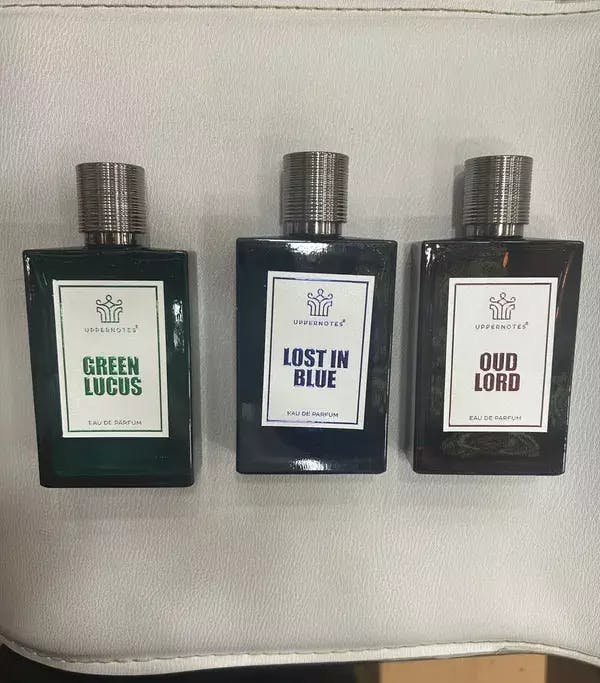 UPPERNOTES®
GREEN
LUCUS
EAU DE PARFUM
UPPERNOTES®
LOST IN
BLUE
EAU DE PARFUM
UPPERNOTES®
OUD
LORD
EAU DE PARFUM